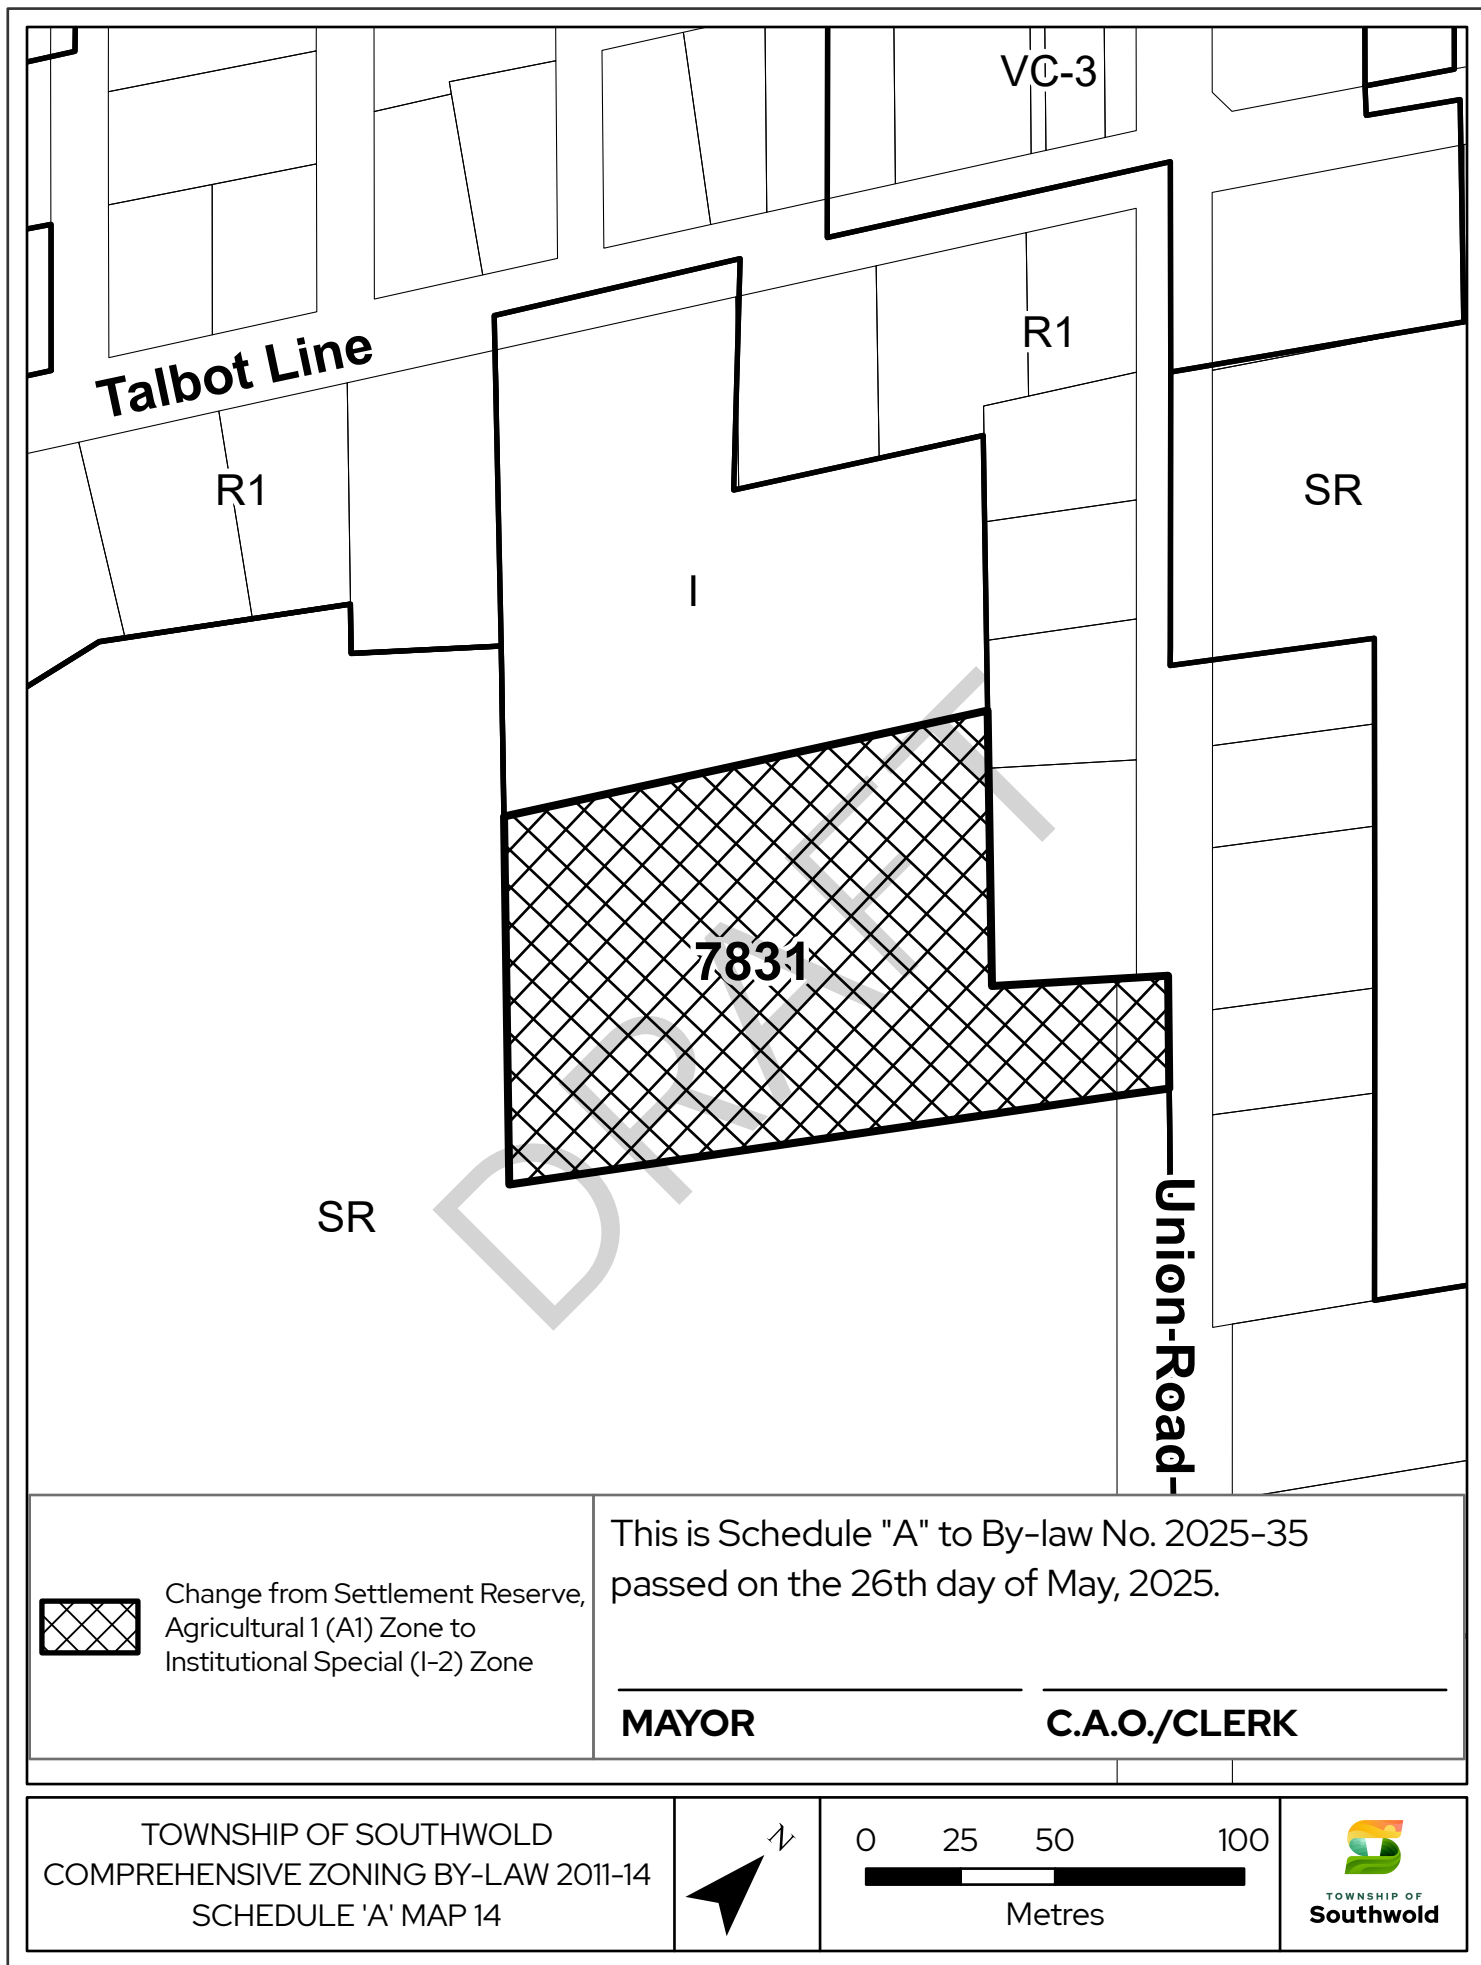 VC-3
Talbot Line
R1
R1
SR
I
DRAFT
7831
SR
Union Road
Change from Settlement Reserve,
Agricultural 1 (A1) Zone to
Institutional Special (I-2) Zone
This is Schedule "A" to By-law No. 2025-35
passed on the 26th day of May, 2025.
MAYOR
C.A.O./CLERK
TOWNSHIP OF SOUTHWOLD
COMPREHENSIVE ZONING BY-LAW 2011-14
SCHEDULE 'A' MAP 14
N
0 25 50 100
Metres
TOWNSHIP OF
Southwold